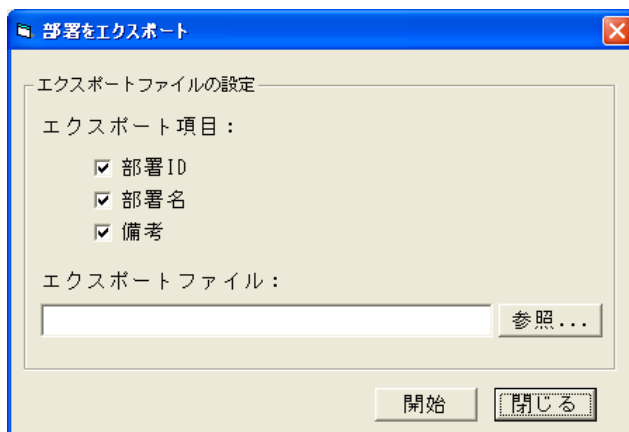 部署をエクスポート
エクスポートファイルの設定
エクスポート項目：
部署ID
部署名
備考
エクスポートファイル：
参照...
開始
閉じる